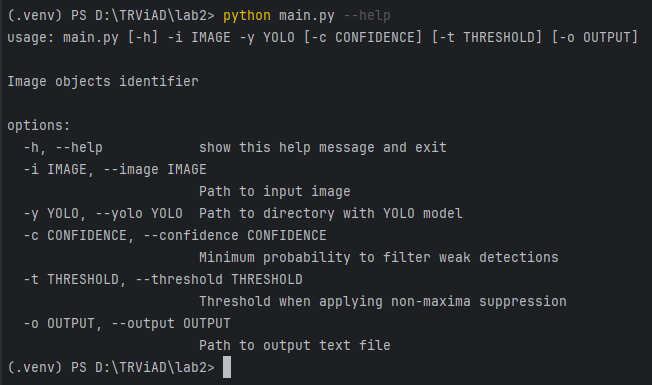 (.venv) PS D:\TRViAD\lab2> python main.py --help
usage: main.py [-h] -i IMAGE -y YOLO [-c CONFIDENCE] [-t THRESHOLD] [-o OUTPUT]
Image objects identifier
options:
-h, --help show this help message and exit
-i IMAGE, --image IMAGE
Path to input image
-y YOLO, --yolo YOLO Path to directory with YOLO model
-c CONFIDENCE, --confidence CONFIDENCE
Minimum probability to filter weak detections
-t THRESHOLD, --threshold THRESHOLD
Threshold when applying non-maxima suppression
-o OUTPUT, --output OUTPUT
Path to output text file
(.venv) PS D:\TRViAD\lab2>